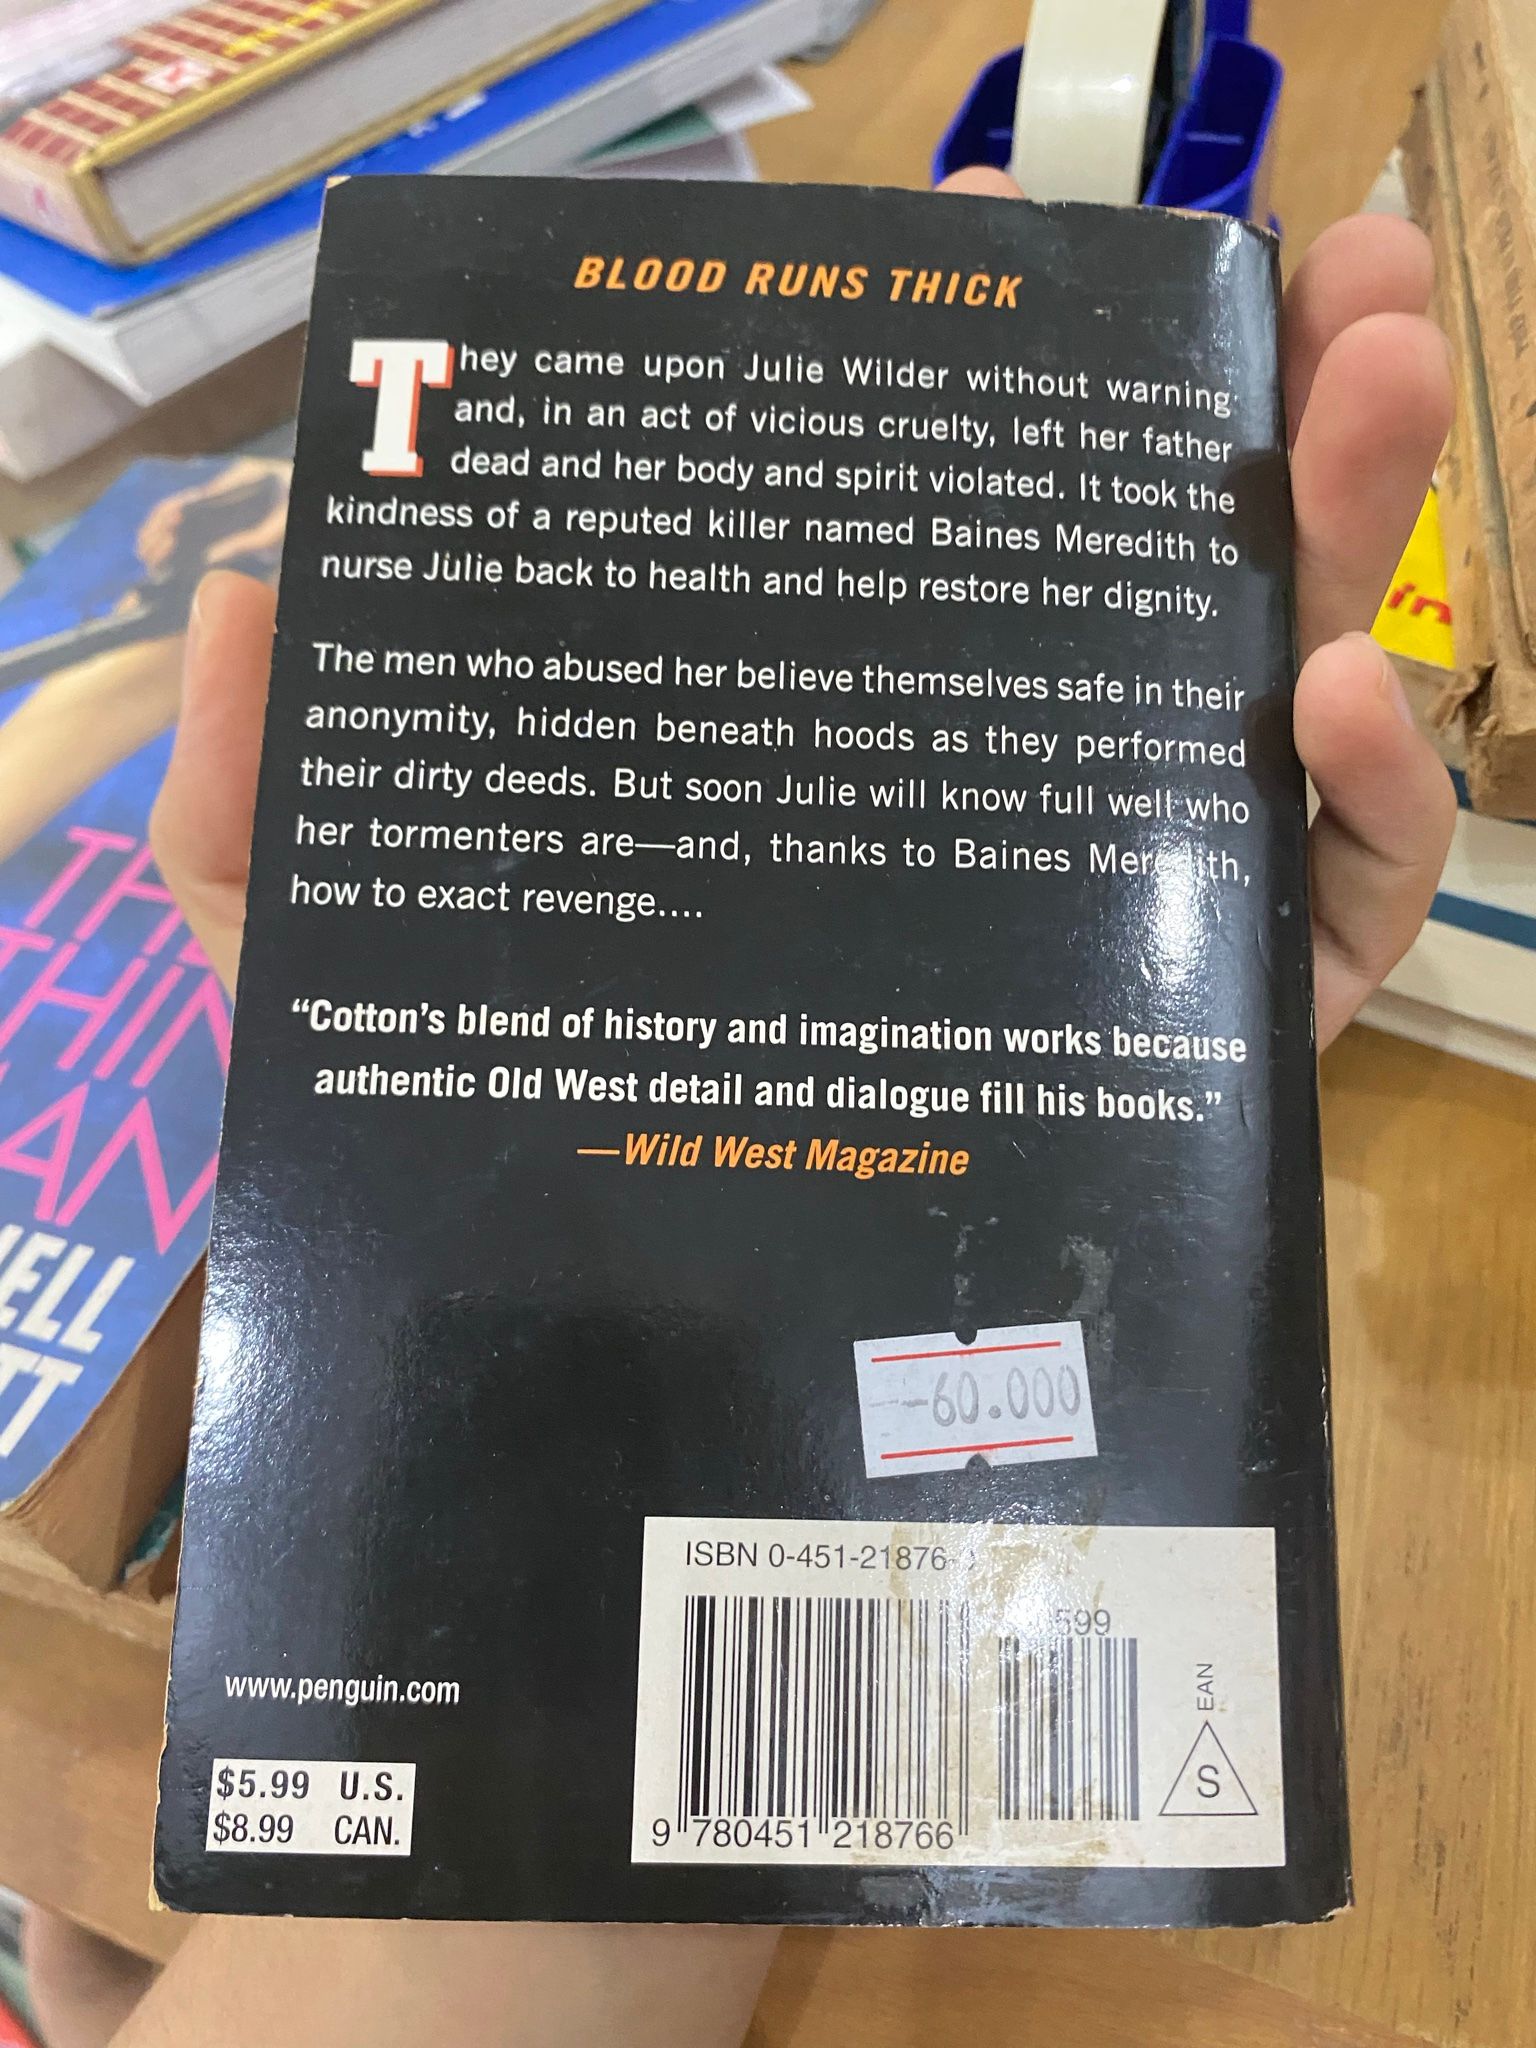 BLOOD RUNS THICK
They came upon Julie Wilder without warning
and, in an act of vicious cruelty, left her father
dead and her body and spirit violated. It took the
kindness of a reputed killer named Baines Meredith to
nurse Julie back to health and help restore her dignity.
The men who abused her believe themselves safe in their
anonymity, hidden beneath hoods as they performed
their dirty deeds. But soon Julie will know full well who
her tormenters are—and, thanks to Baines Meredith,
how to exact revenge....
“Cotton’s blend of history and imagination works because
authentic Old West detail and dialogue fill his books.”
—Wild West Magazine
--60.000
ISBN 0-451-21876-
599
EAN
S
9 780451 218766
www.penguin.com
$5.99 U.S.
$8.99 CAN.
THIN
in